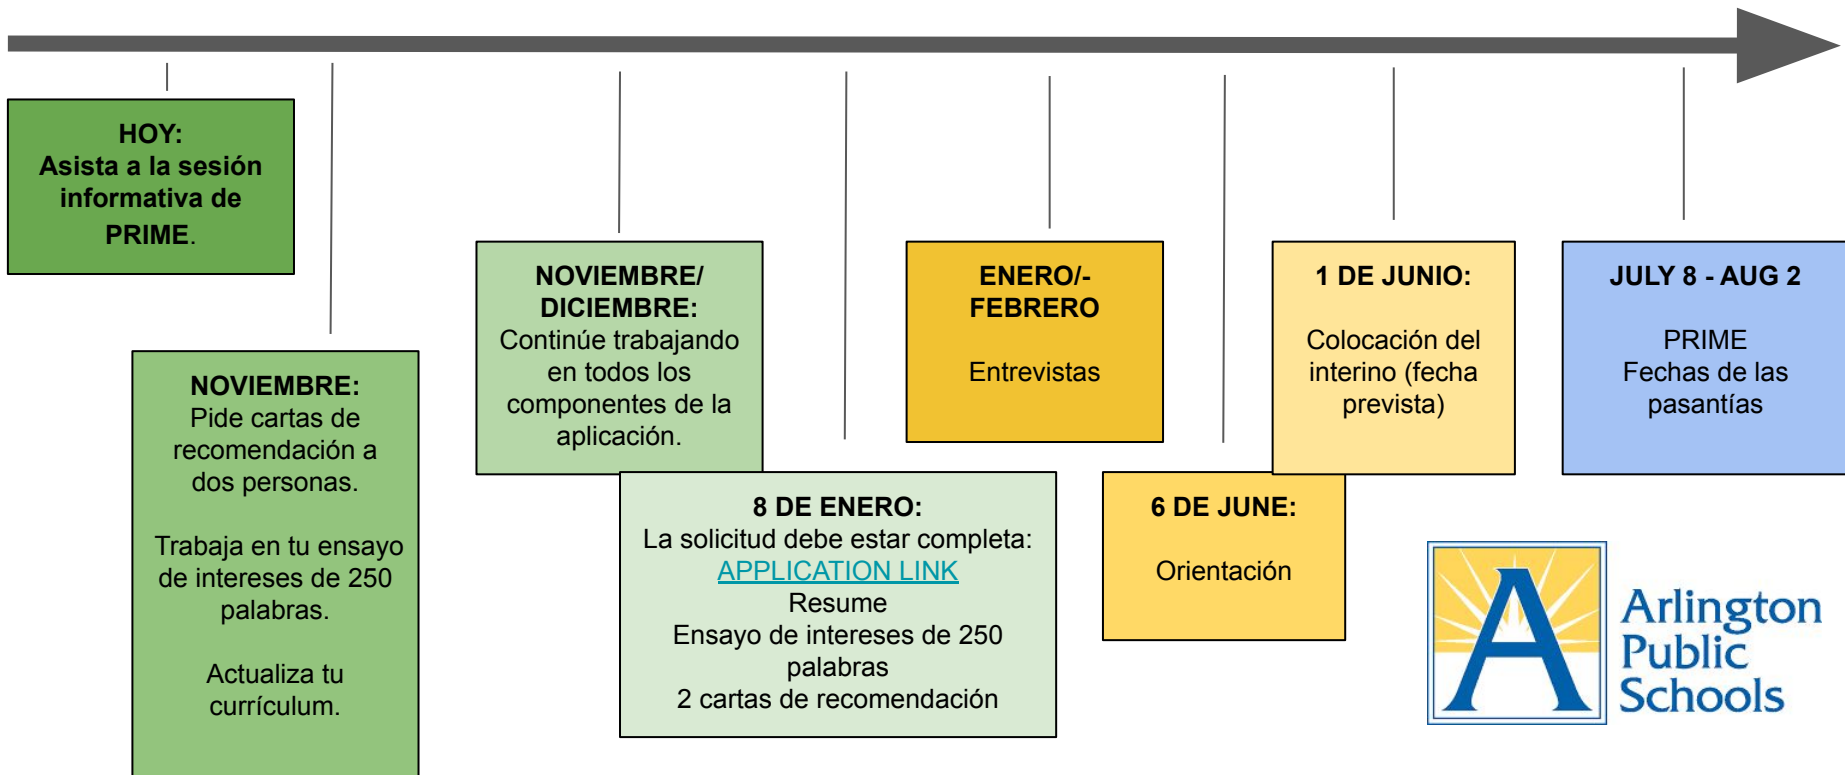 HOY:
Asista a la sesión
informativa de
PRIME.
NOVIEMBRE:
Pide cartas de
recomendación a
dos personas.
Trabaja en tu ensayo
de intereses de 250
palabras.
Actualiza tu
currículum.
NOVIEMBRE/
DICIEMBRE:
Continúe trabajando
en todos los
componentes de la
aplicación.
8 DE ENERO:
La solicitud debe estar completa:
APPLICATION LINK
Resume
Ensayo de intereses de 250
palabras
2 cartas de recomendación
ENERO/-
FEBRERO
Entrevistas
6 DE JUNE:
Orientación
1 DE JUNIO:
Colocación del
interino (fecha
prevista)
JULY 8 - AUG 2
PRIME
Fechas de las
pasantías
A
Arlington
Public
Schools